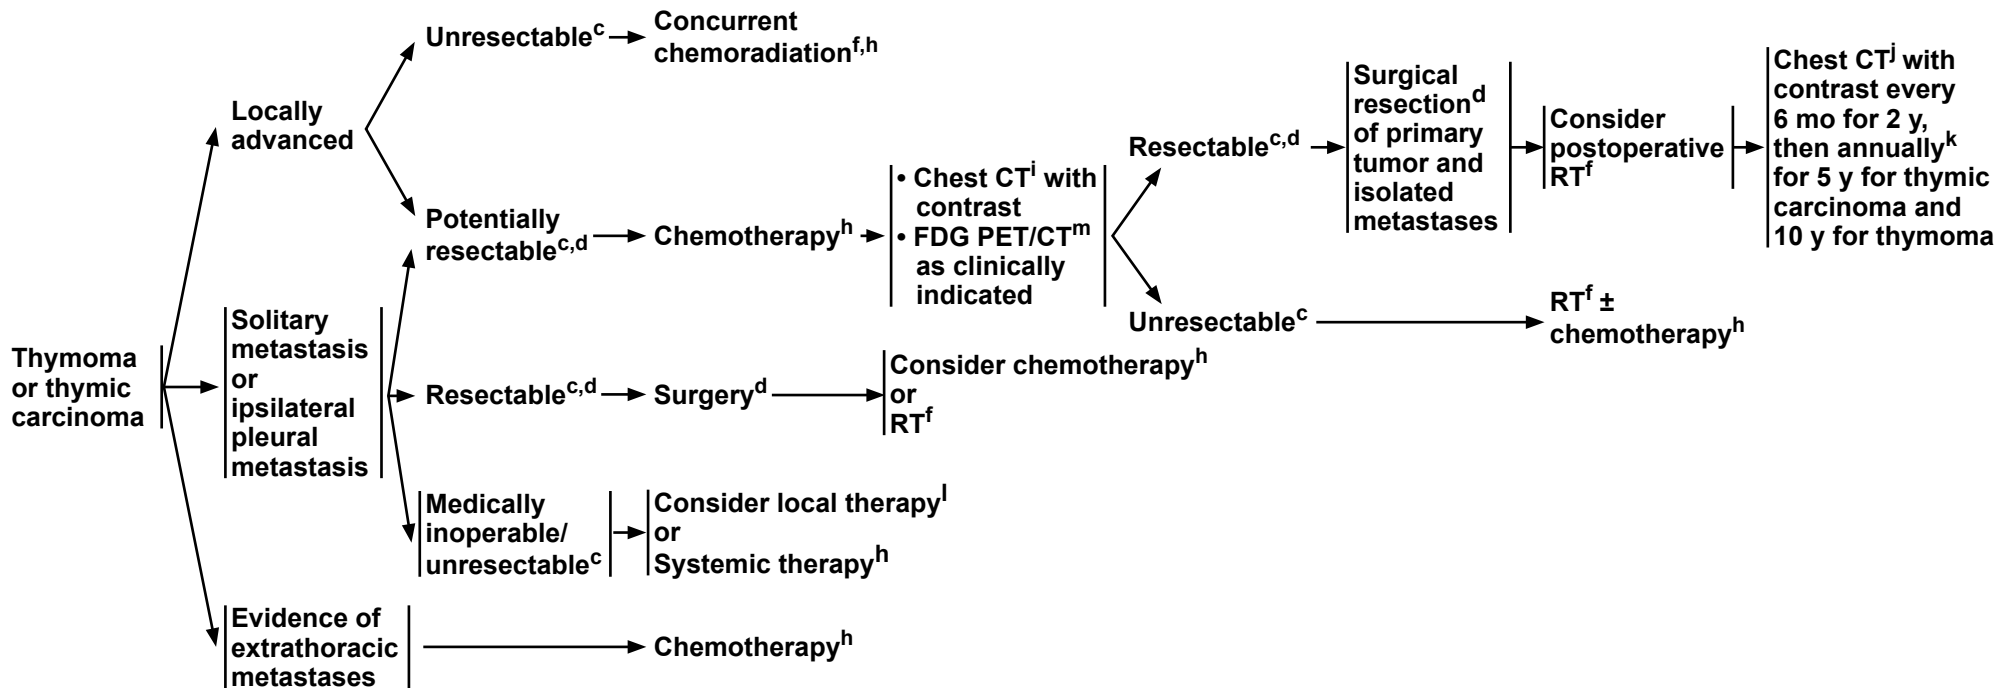 Thymoma
or thymic
carcinoma
Locally
advanced
Unresectable^c
Concurrent
chemoradiation^f,h
Potentially
resectable^c,d
Chemotherapy^h
• Chest CT^i with
contrast
• FDG PET/CT^m
as clinically
indicated
Resectable^c,d
Surgical
resection^d
of primary
tumor and
isolated
metastases
Consider
postoperative
RT^f
Chest CT^j with
contrast every
6 mo for 2 y,
then annually^k
for 5 y for thymic
carcinoma and
10 y for thymoma
Unresectable^c
RT^f ±
chemotherapy^h
Solitary
metastasis
or
ipsilateral
pleural
metastasis
Resectable^c,d
Surgery^d
Consider chemotherapy^h
or
RT^f
Medically
inoperable/
unresectable^c
Consider local therapy^l
or
Systemic therapy^h
Evidence of
extrathoracic
metastases
Chemotherapy^h